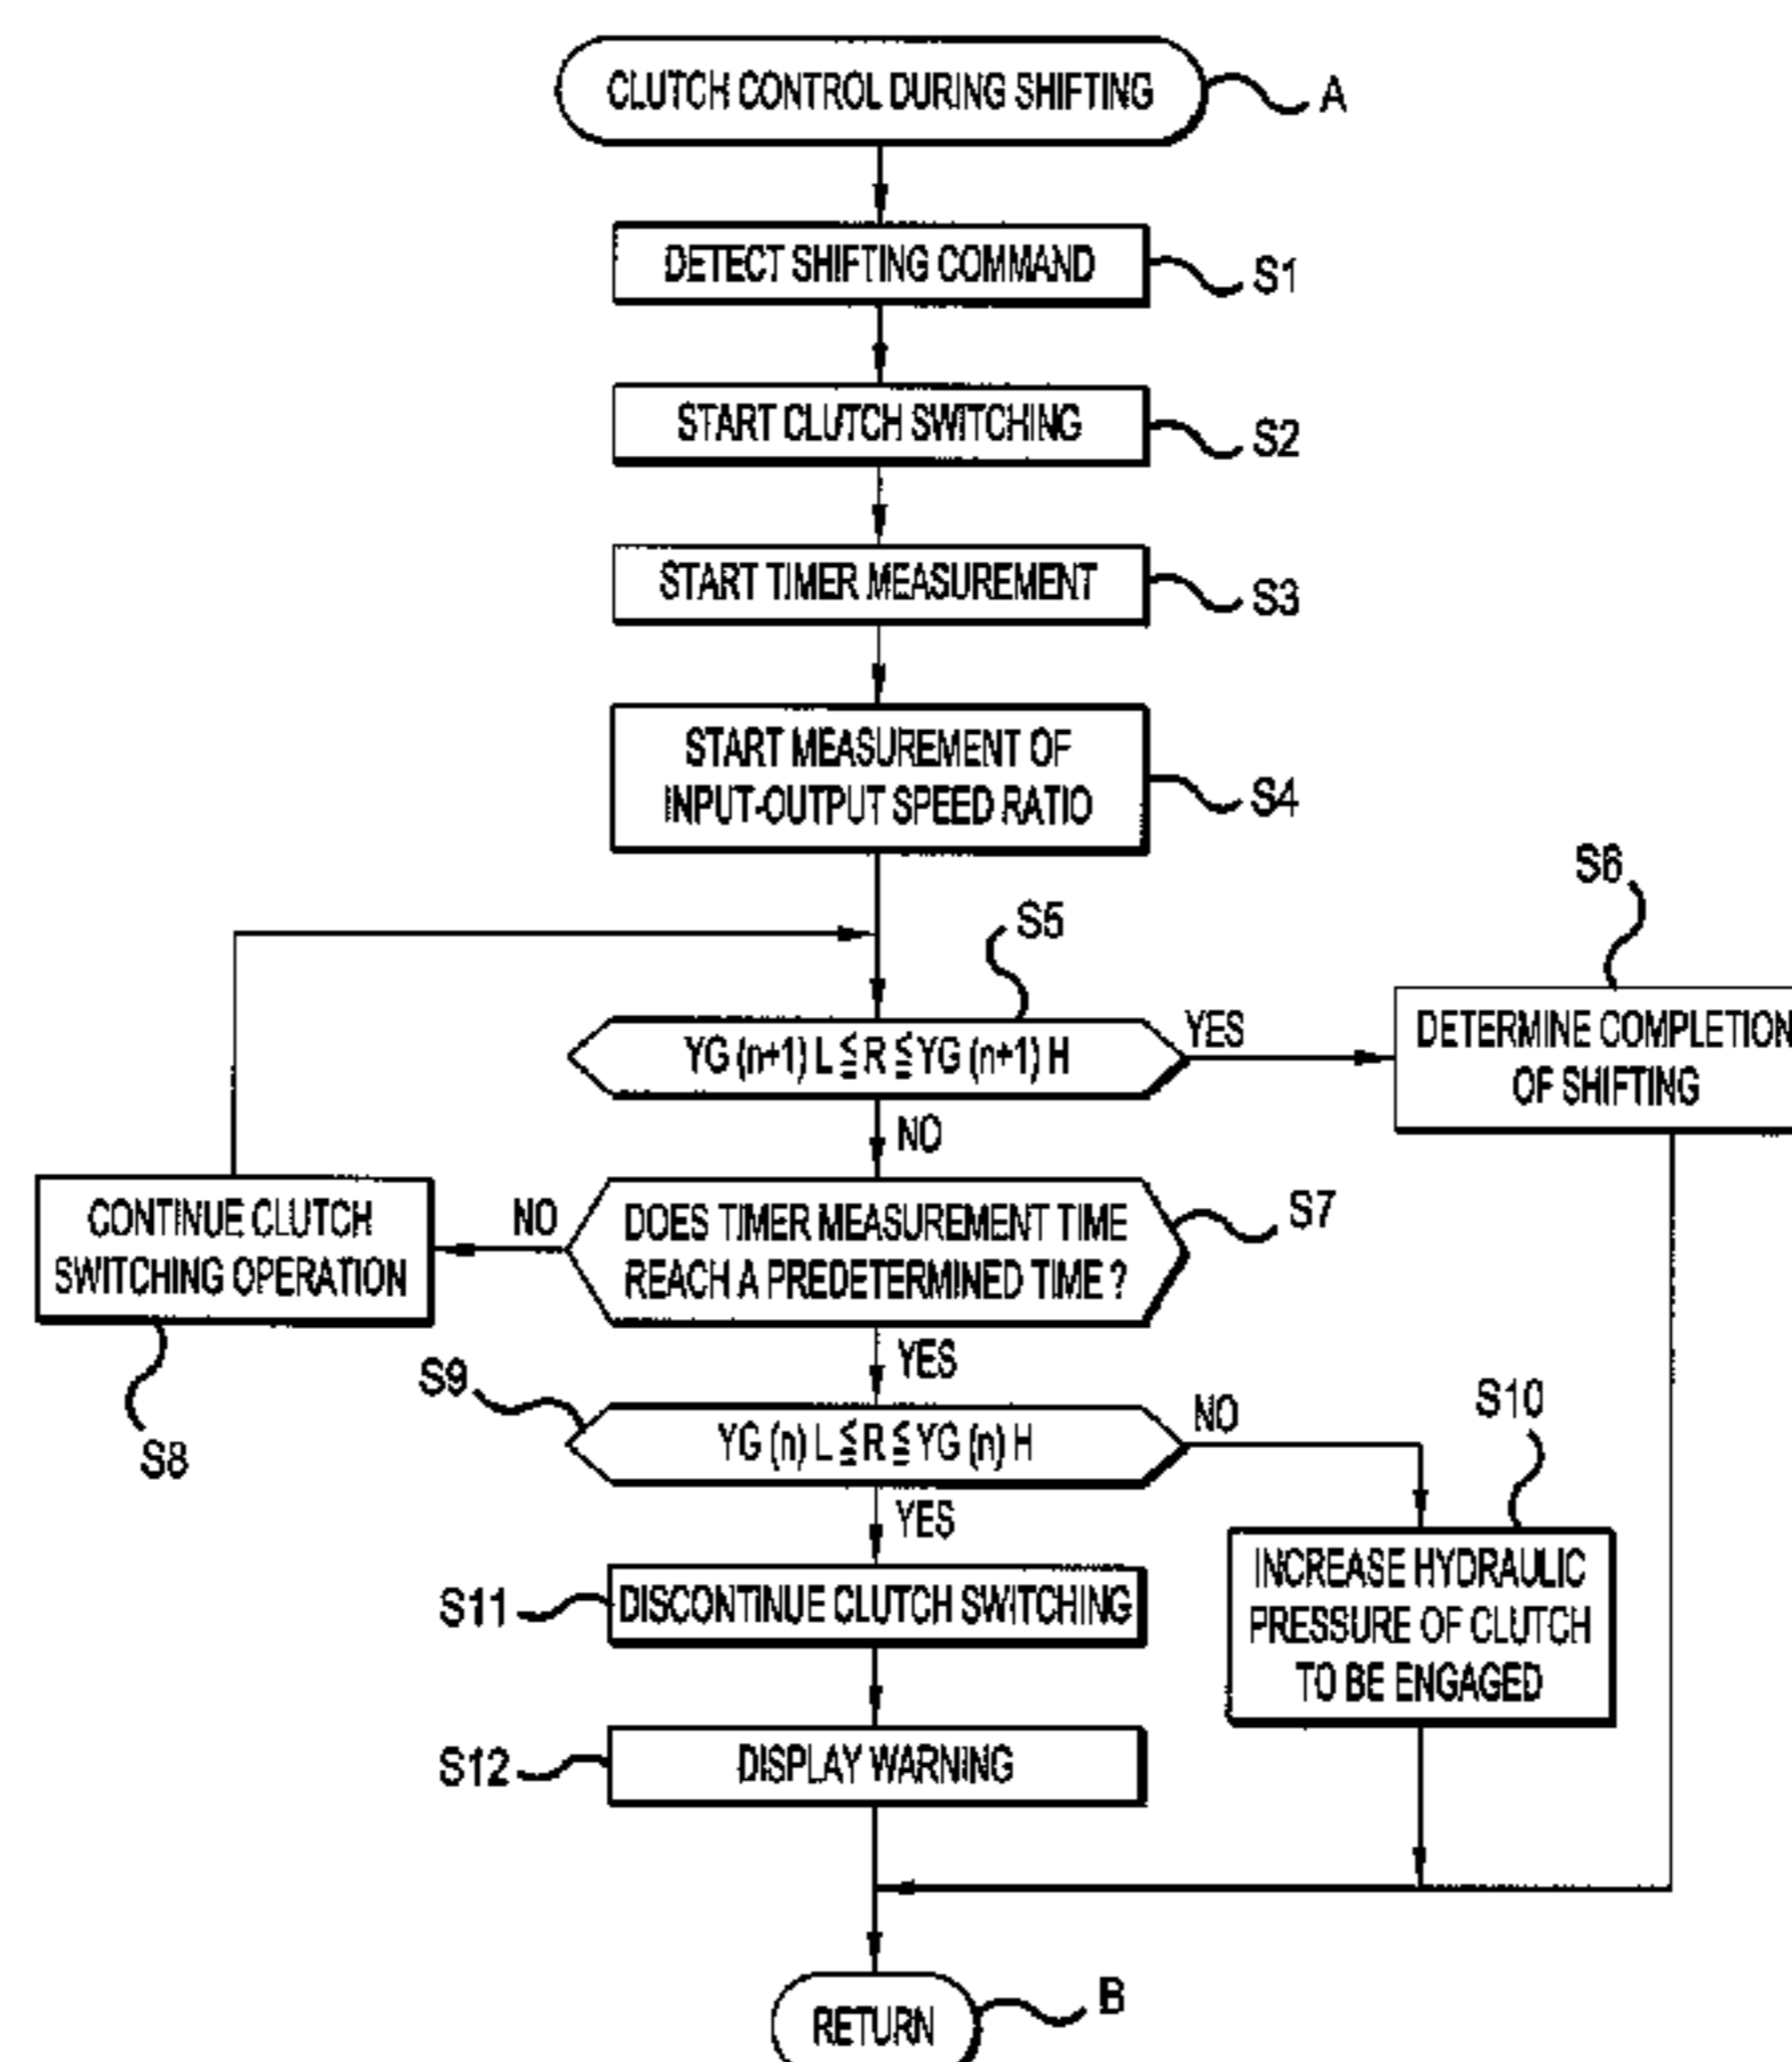 CLUTCH CONTROL DURING SHIFTING
A
DETECT SHIFTING COMMAND
S1
START CLUTCH SWITCHING
S2
START TIMER MEASUREMENT
S3
START MEASUREMENT OF
INPUT-OUTPUT SPEED RATIO
S4
S5
S6
YG (n+1) L ≦ R ≦ YG (n+1) H
YES
DETERMINE COMPLETION
OF SHIFTING
NO
CONTINUE CLUTCH
SWITCHING OPERATION
S8
NO
DOES TIMER MEASUREMENT TIME
REACH A PREDETERMINED TIME ?
S7
YES
S9
YG (n) L ≦ R ≦ YG (n) H
NO
S10
YES
INCREASE HYDRAULIC
PRESSURE OF CLUTCH
TO BE ENGAGED
S11
DISCONTINUE CLUTCH SWITCHING
S12
DISPLAY WARNING
RETURN
B